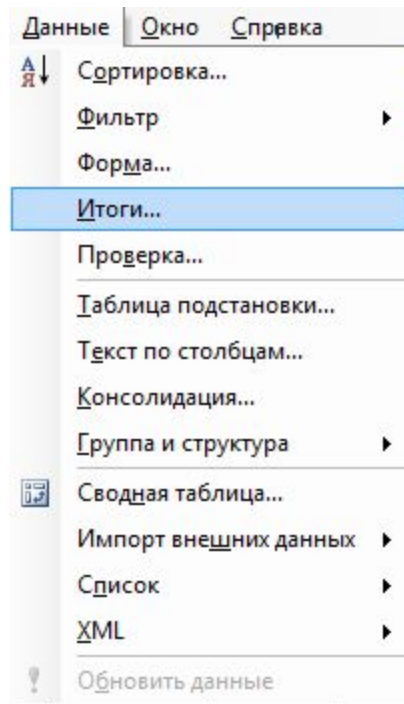 Данные Окно Справка
Сортировка...
Фильтр
Форма...
Итоги...
Проверка...
Таблица подстановки...
Текст по столбцам...
Консолидация...
Группа и структура
Сводная таблица...
Импорт внешних данных
Список
XML
Обновить данные